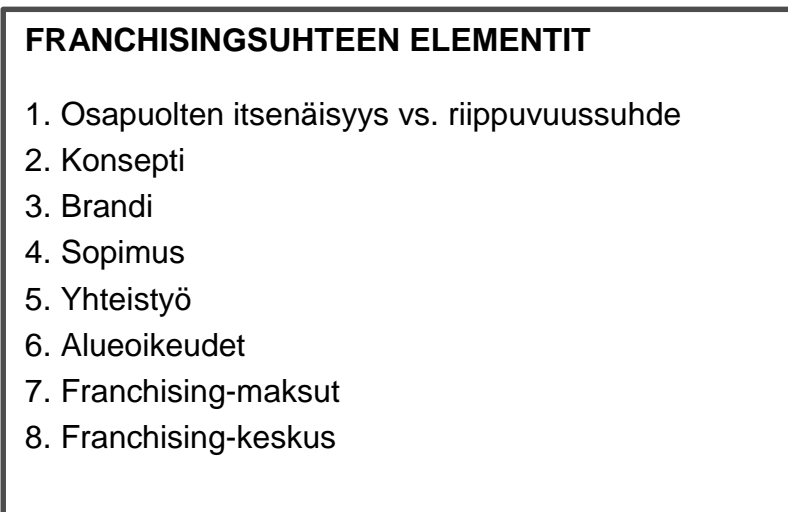 FRANCHISINGSUHTEEN ELEMENTIT
1. Osapuolten itsenäisyys vs. riippuvuussuhde
2. Konsepti
3. Brandi
4. Sopimus
5. Yhteistyö
6. Alueoikeudet
7. Franchising-maksut
8. Franchising-keskus